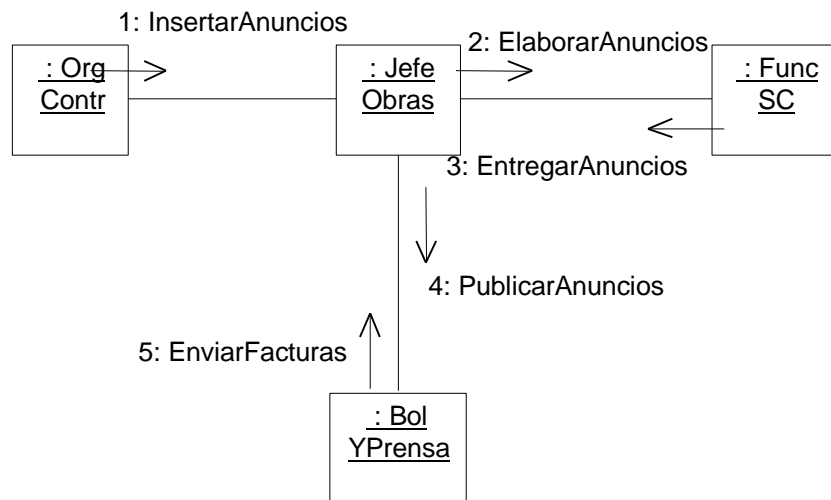 1: InsertarAnuncios
2: ElaborarAnuncios
: Org
Contr
: Jefe
Obras
: Func
SC
3: EntregarAnuncios
4: PublicarAnuncios
5: EnviarFacturas
: Bol
YPrensa